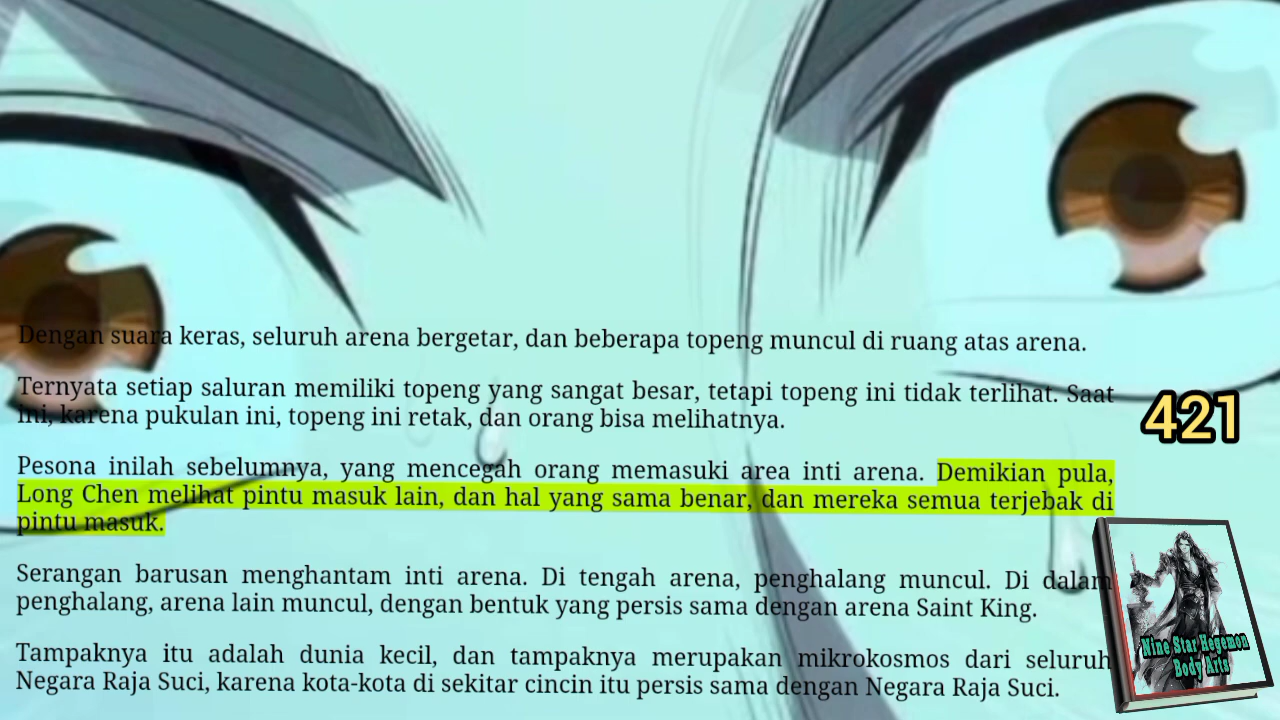 Dengan suara keras, seluruh arena bergetar, dan beberapa topeng muncul di ruang atas arena.
Ternyata setiap saluran memiliki topeng yang sangat besar, tetapi topeng ini tidak terlihat. Saat
ini, karena pukulan ini, topeng ini retak, dan orang bisa melihatnya.
421
Pesona inilah sebelumnya, yang mencegah orang memasuki area inti arena. Demikian pula,
Long Chen melihat pintu masuk lain, dan hal yang sama benar, dan mereka semua terjebak di
pintu masuk.
Serangan barusan menghantam inti arena. Di tengah arena, penghalang muncul. Di dalam
penghalang, arena lain muncul, dengan bentuk yang persis sama dengan arena Saint King.
Tampaknya itu adalah dunia kecil, dan tampaknya merupakan mikrokosmos dari seluruh
Negara Raja Suci, karena kota-kota di sekitar cincin itu persis sama dengan Negara Raja Suci.
Nine Star Hegemon
Body Arts